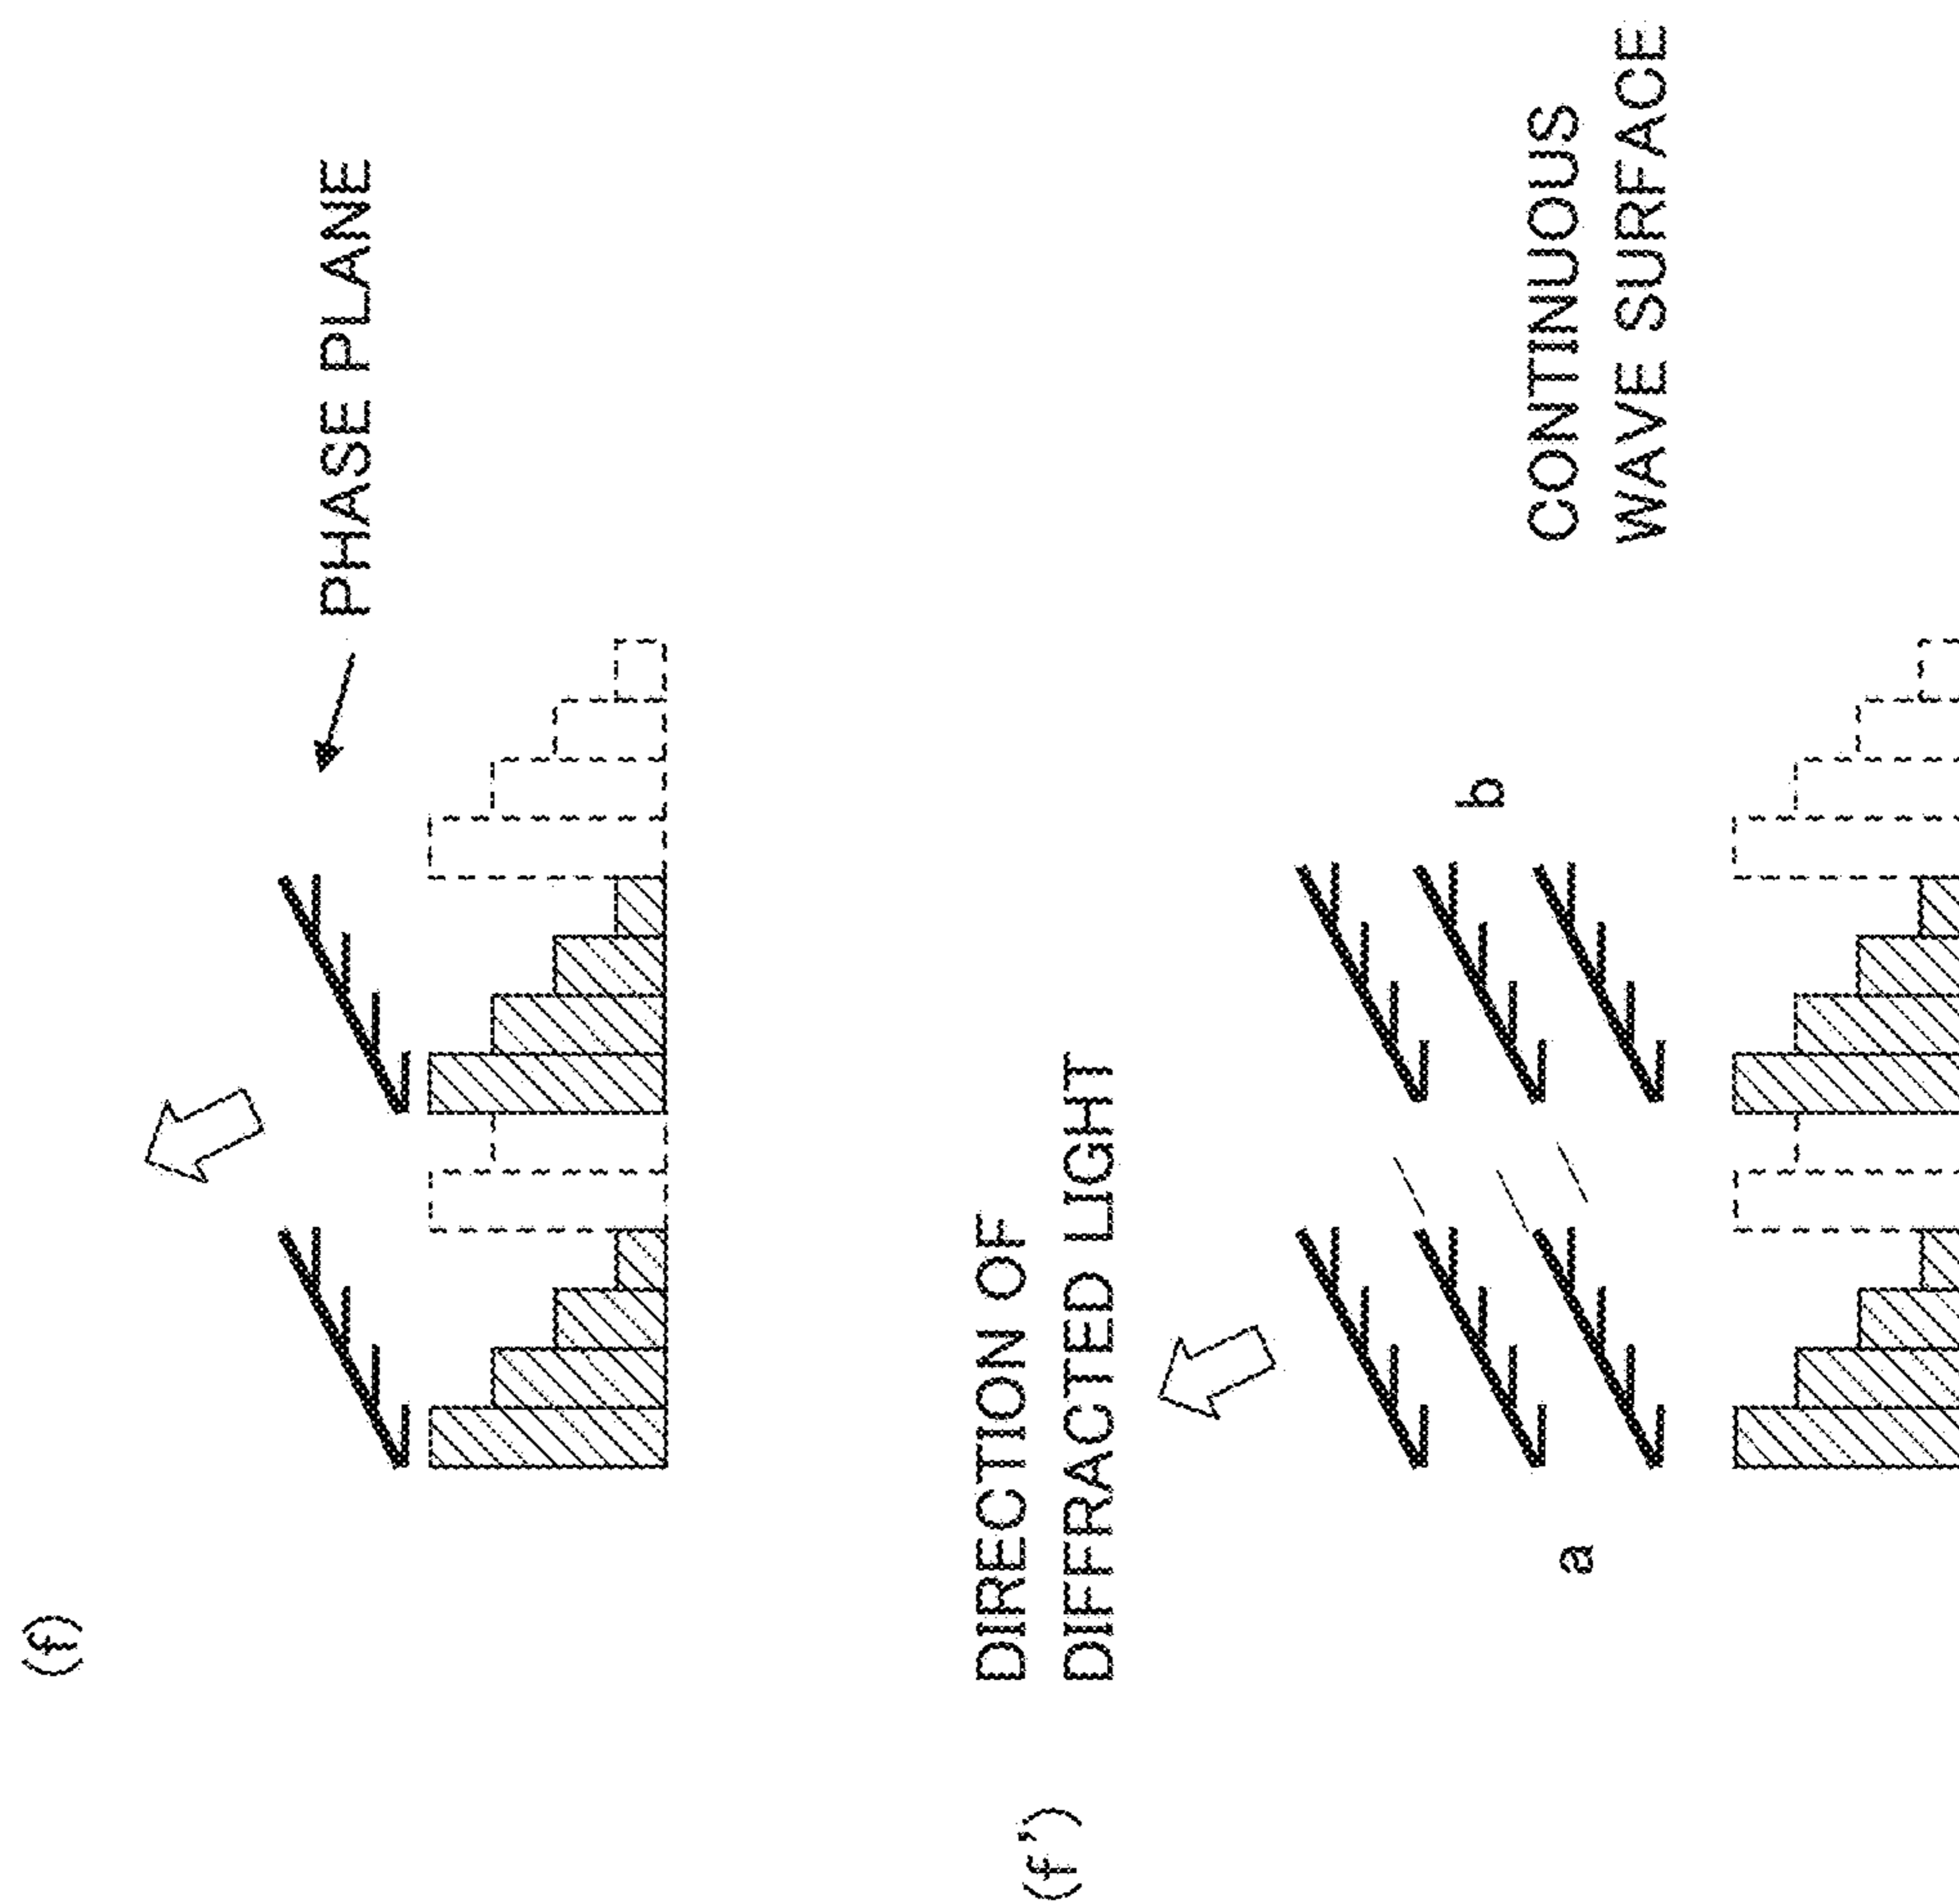 (f)
PHASE PLANE
(f')
DIRECTION OF
DIFFRACTED LIGHT
a
b
CONTINUOUS
WAVE SURFACE